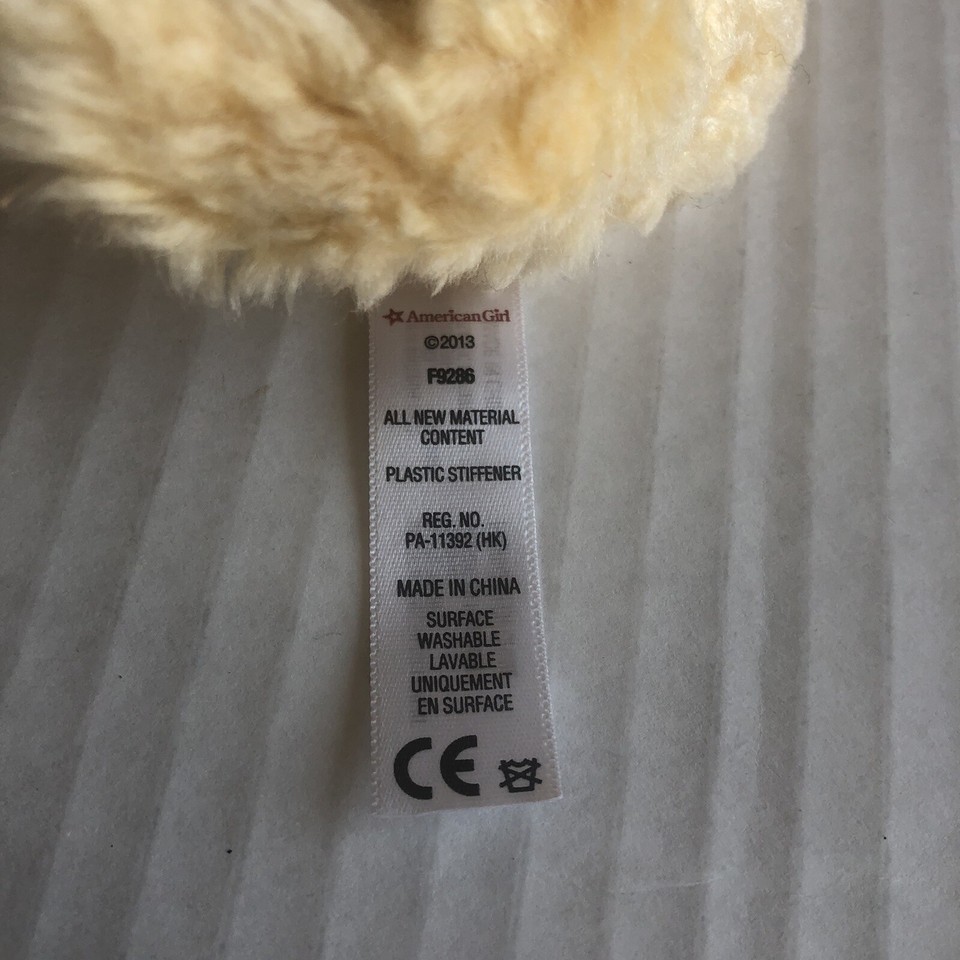 AmericanGirl
©2013
F9286
ALL NEW MATERIAL
CONTENT
PLASTIC STIFFENER
REG. NO.
PA-11392 (HK)
MADE IN CHINA
SURFACE
WASHABLE
LAVABLE
UNIQUEMENT
EN SURFACE
CE